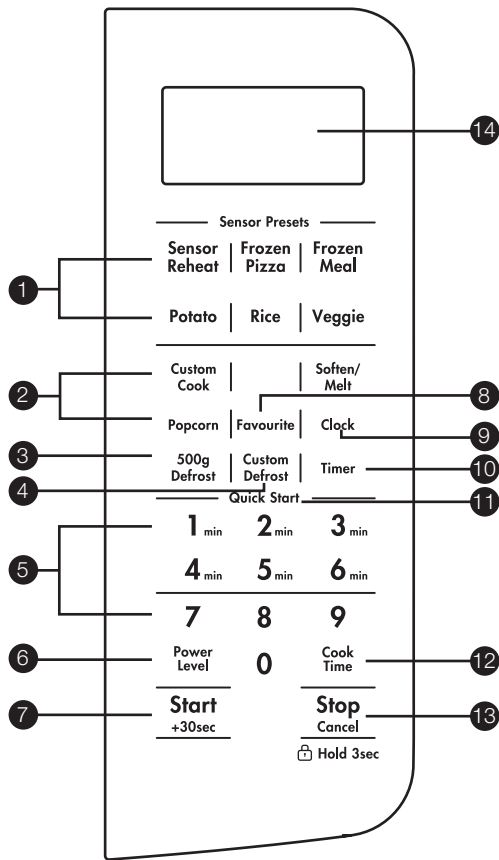 14
Sensor Presets
Sensor Reheat Frozen Pizza Frozen Meal
1
Potato Rice Veggie
Custom Cook Soften/ Melt
2
8
Popcorn Favourite Clock
9
3
500g Defrost Custom Defrost Timer
10
4
Quick Start
11
1 min 2 min 3 min
5
4 min 5 min 6 min
7 8 9
6
Power Level 0 Cook Time
12
7
Start +30sec Stop Cancel
13
Hold 3sec